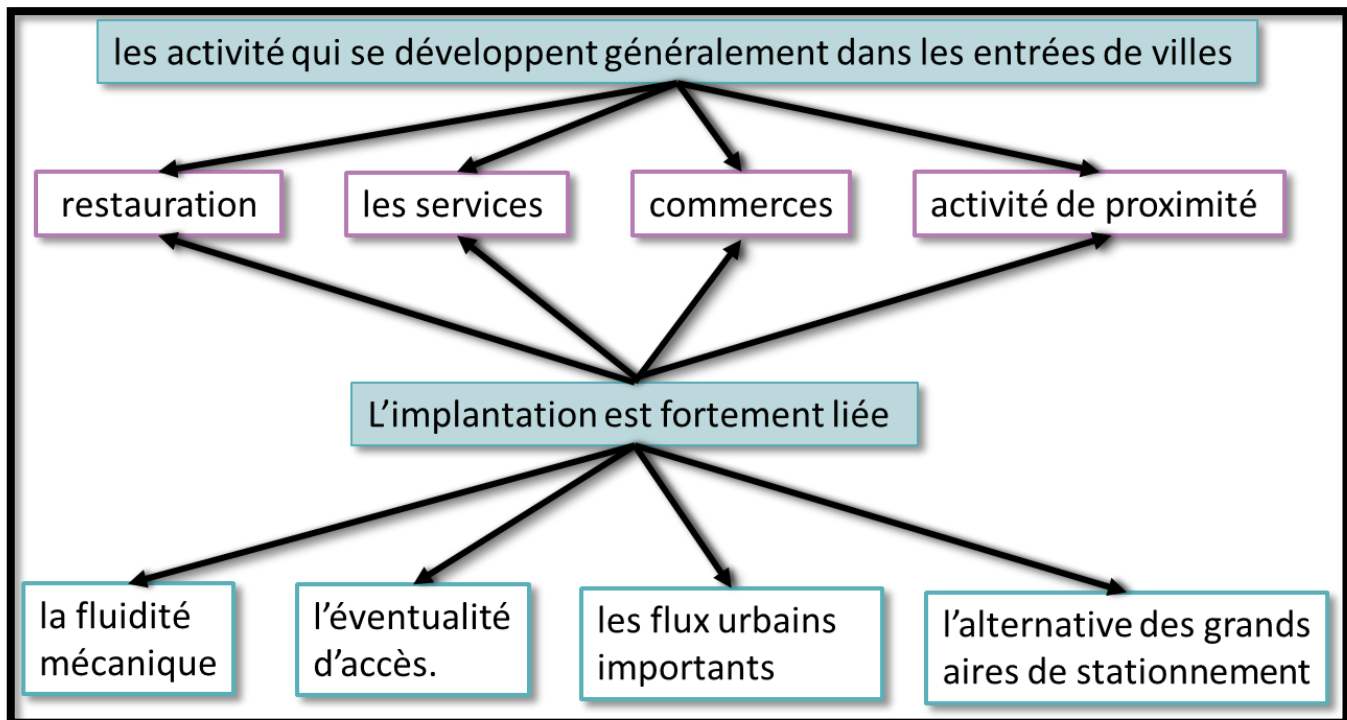 les activité qui se développent généralement dans les entrées de villes
restauration
les services
commerces
activité de proximité
L’implantation est fortement liée
la fluidité
mécanique
l’éventualité
d’accès.
les flux urbains
importants
l’alternative des grands
aires de stationnement